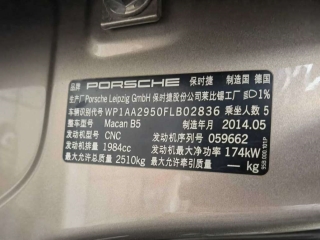 品牌 PORSCHE 保时捷 制造国 德国
生产厂 Porsche Leipzig GmbH 保时捷股份公司莱比锡工厂
车辆识别代号 WP1AA2950FLB02836 乘坐人数 5
整车型号 Macan B5 制造年月 2014.05
发动机型号 CNC 发动机序号 059662
发动机排量 1984cc 发动机最大净功率 174kW
最大允许总质量 2510kg 最大允许牵引质量 — kg